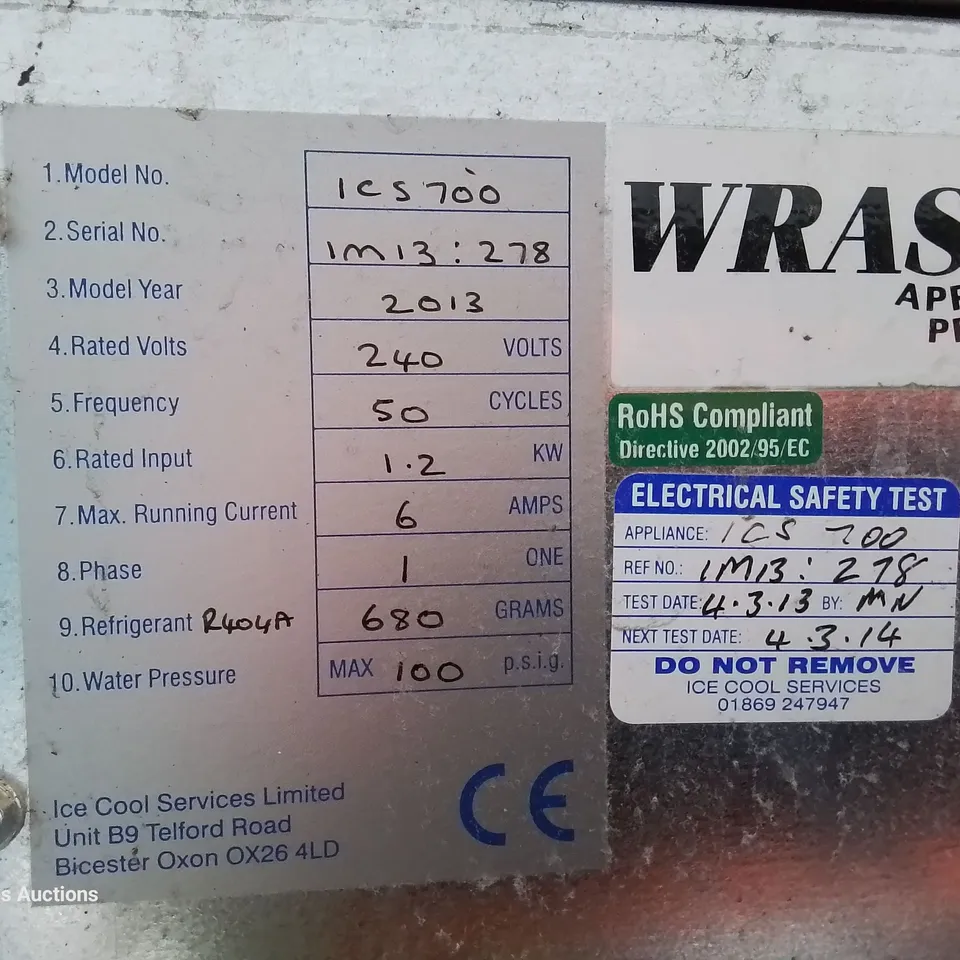 1.Model No. ICS 700
2.Serial No. IM13 : 278
3.Model Year 2013
4.Rated Volts 240 VOLTS
5.Frequency 50 CYCLES
6.Rated Input 1.2 KW
7.Max. Running Current 6 AMPS
8.Phase 1 ONE
9.Refrigerant R404A 680 GRAMS
10.Water Pressure MAX 100 p.s.i.g.
Ice Cool Services Limited
Unit B9 Telford Road
Bicester Oxon OX26 4LD
CE
WRAS
RoHS Compliant
Directive 2002/95/EC
ELECTRICAL SAFETY TEST
APPLIANCE: ICS 700
REF NO.: IM13 : 278
TEST DATE: 4.3.13 BY: MN
NEXT TEST DATE: 4.3.14
DO NOT REMOVE
ICE COOL SERVICES
01869 247947
s Auctions